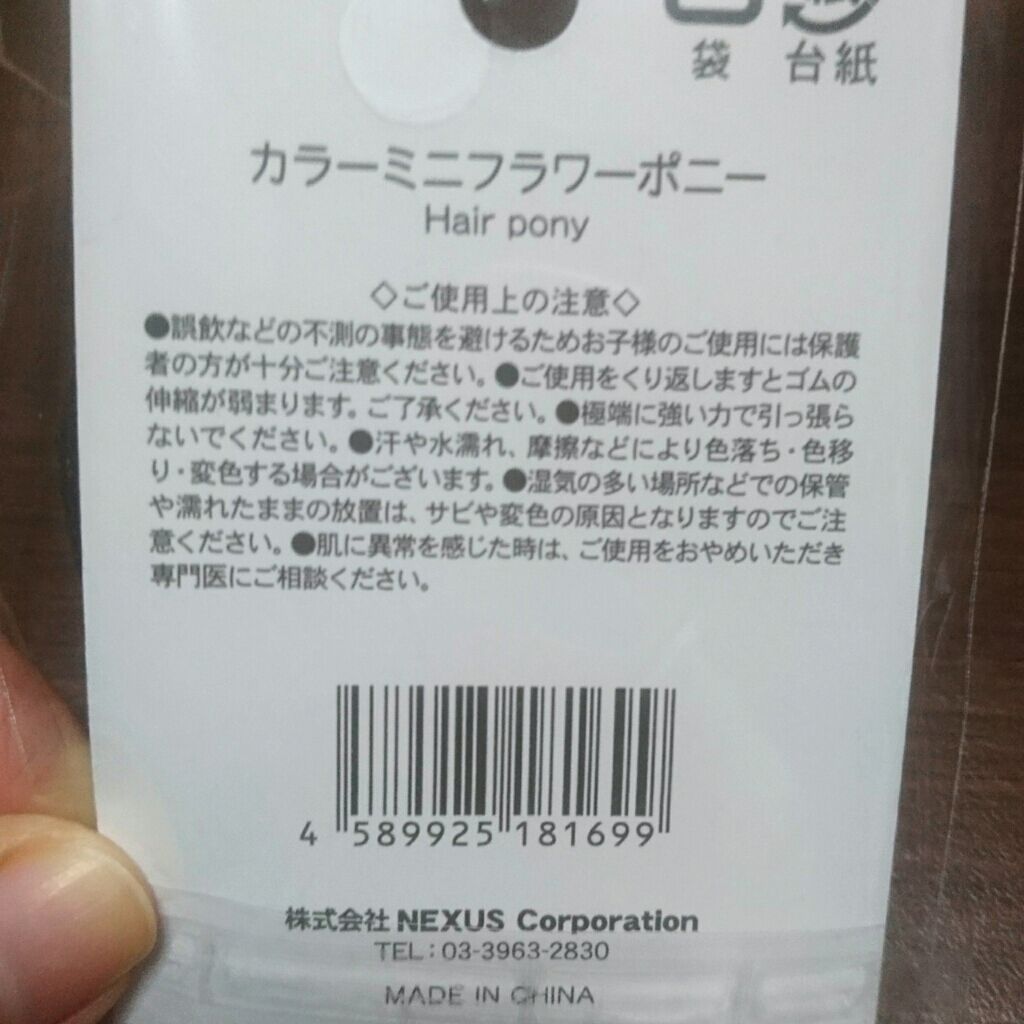 袋 台紙
カラーミニフラワーポニー
Hair pony
◇ご使用上の注意◇
●誤飲などの不測の事態を避けるためお子様のご使用には保護
者の方が十分ご注意ください。●ご使用をくり返しますとゴムの
伸縮が弱まります。ご了承ください。●極端に強い力で引っ張ら
ないでください。●汗や水濡れ、摩擦などにより色落ち・色移
り・変色する場合がございます。●湿気の多い場所などでの保管
や濡れたままの放置は、サビや変色の原因となりますのでご注
意ください。●肌に異常を感じた時は、ご使用をおやめいただき
専門医にご相談ください。
4 589925 181699
株式会社 NEXUS Corporation
TEL：03-3963-2830
MADE IN CHINA